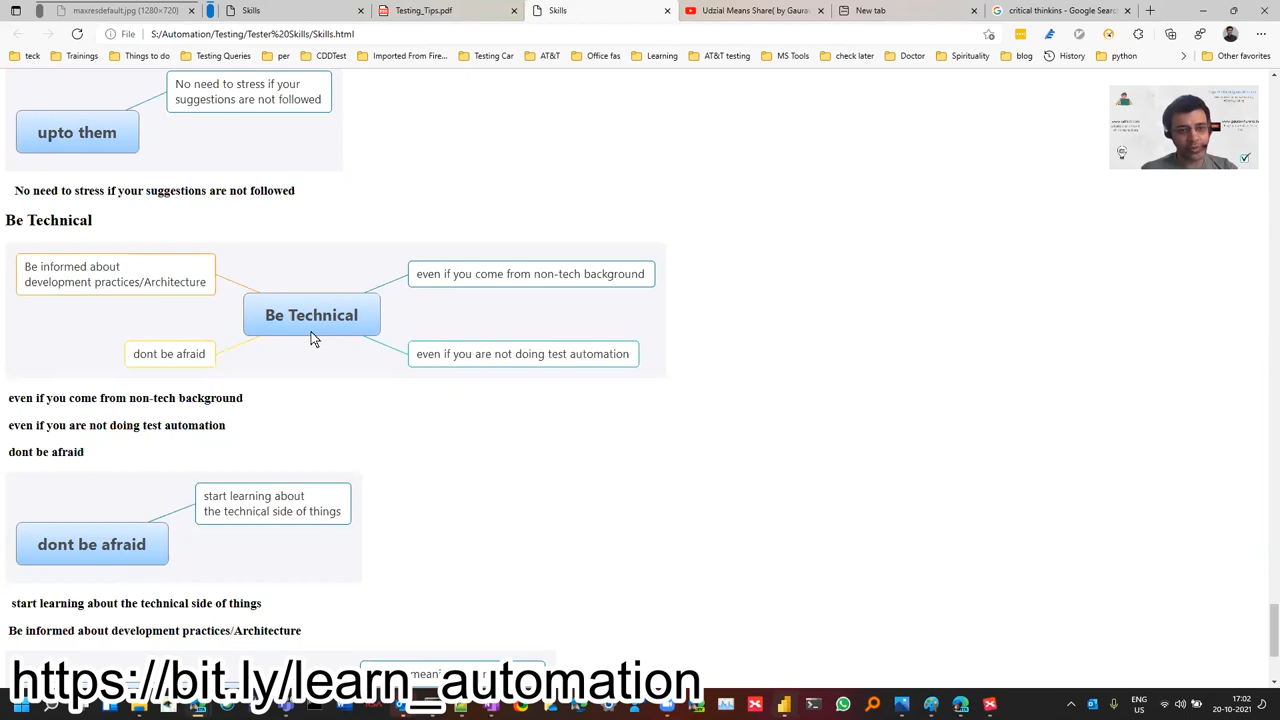 maxresdefault.jpg (1280×720)
Skills
Testing_Tips.pdf
Skills
Udzial Means Share( by Gaurav
New tab
critical thinkins - Google Search
File
S:/Automation/Testing/Tester%20Skills/Skills.html
teck
Trainings
Things to do
Testing Queries
per
CDDTest
Imported From Fire...
Testing Car
AT&T
Office fas
Learning
AT&T testing
MS Tools
check later
Doctor
Spirituality
blog
History
python
Other favorites
No need to stress if your
suggestions are not followed
upto them
No need to stress if your suggestions are not followed
Be Technical
Be informed about
development practices/Architecture
even if you come from non-tech background
Be Technical
dont be afraid
even if you are not doing test automation
even if you come from non-tech background
even if you are not doing test automation
dont be afraid
start learning about
the technical side of things
dont be afraid
start learning about the technical side of things
Be informed about development practices/Architecture
https://bit.ly/learn_automation
ENG
US
17:02
20-10-2021